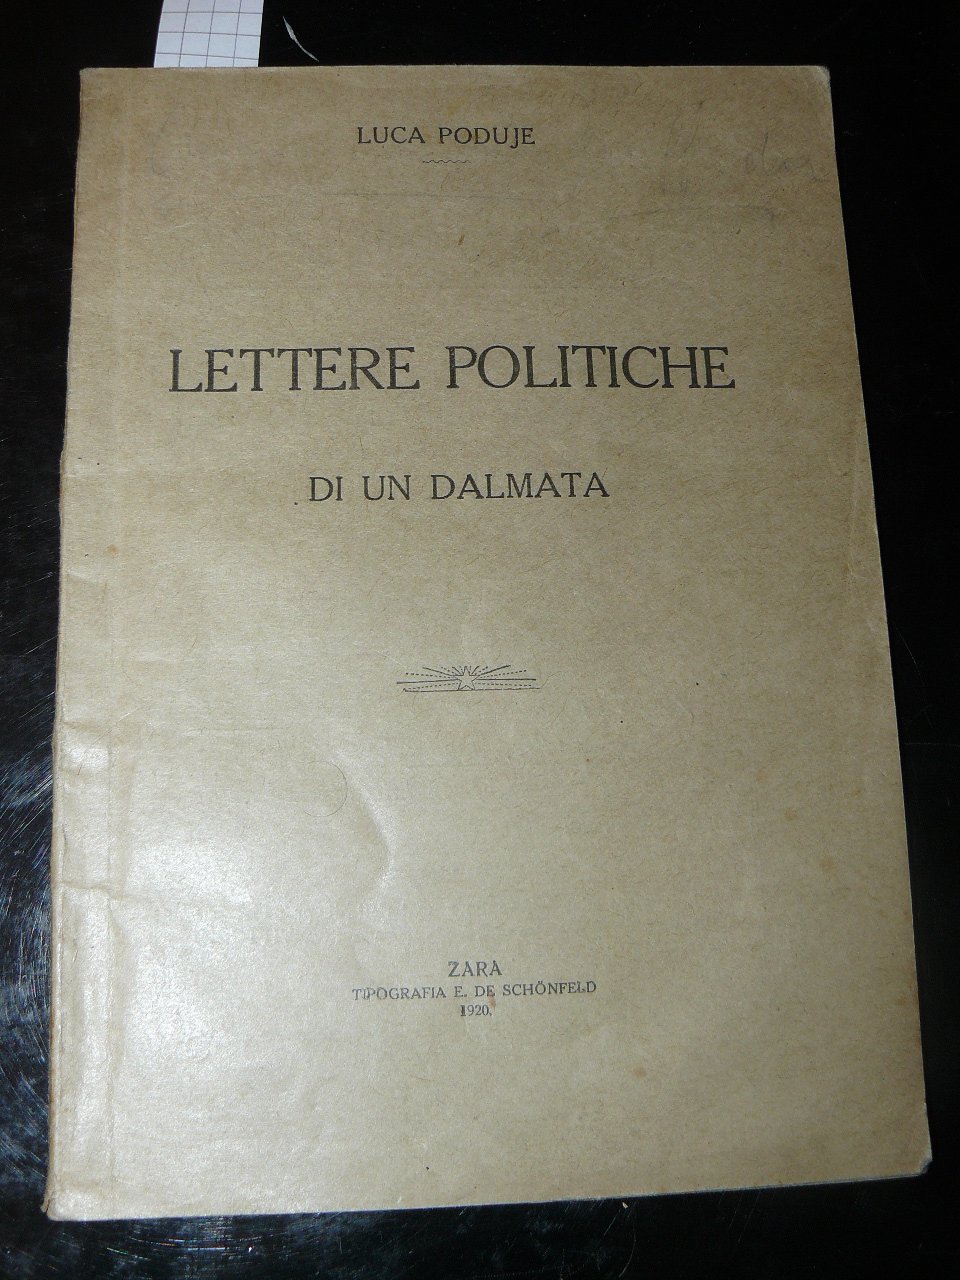 LUCA PODUJE
LETTERE POLITICHE
DI UN DALMATA
ZARA
TIPOGRAFIA E. DE SCHÖNFELD
1920.